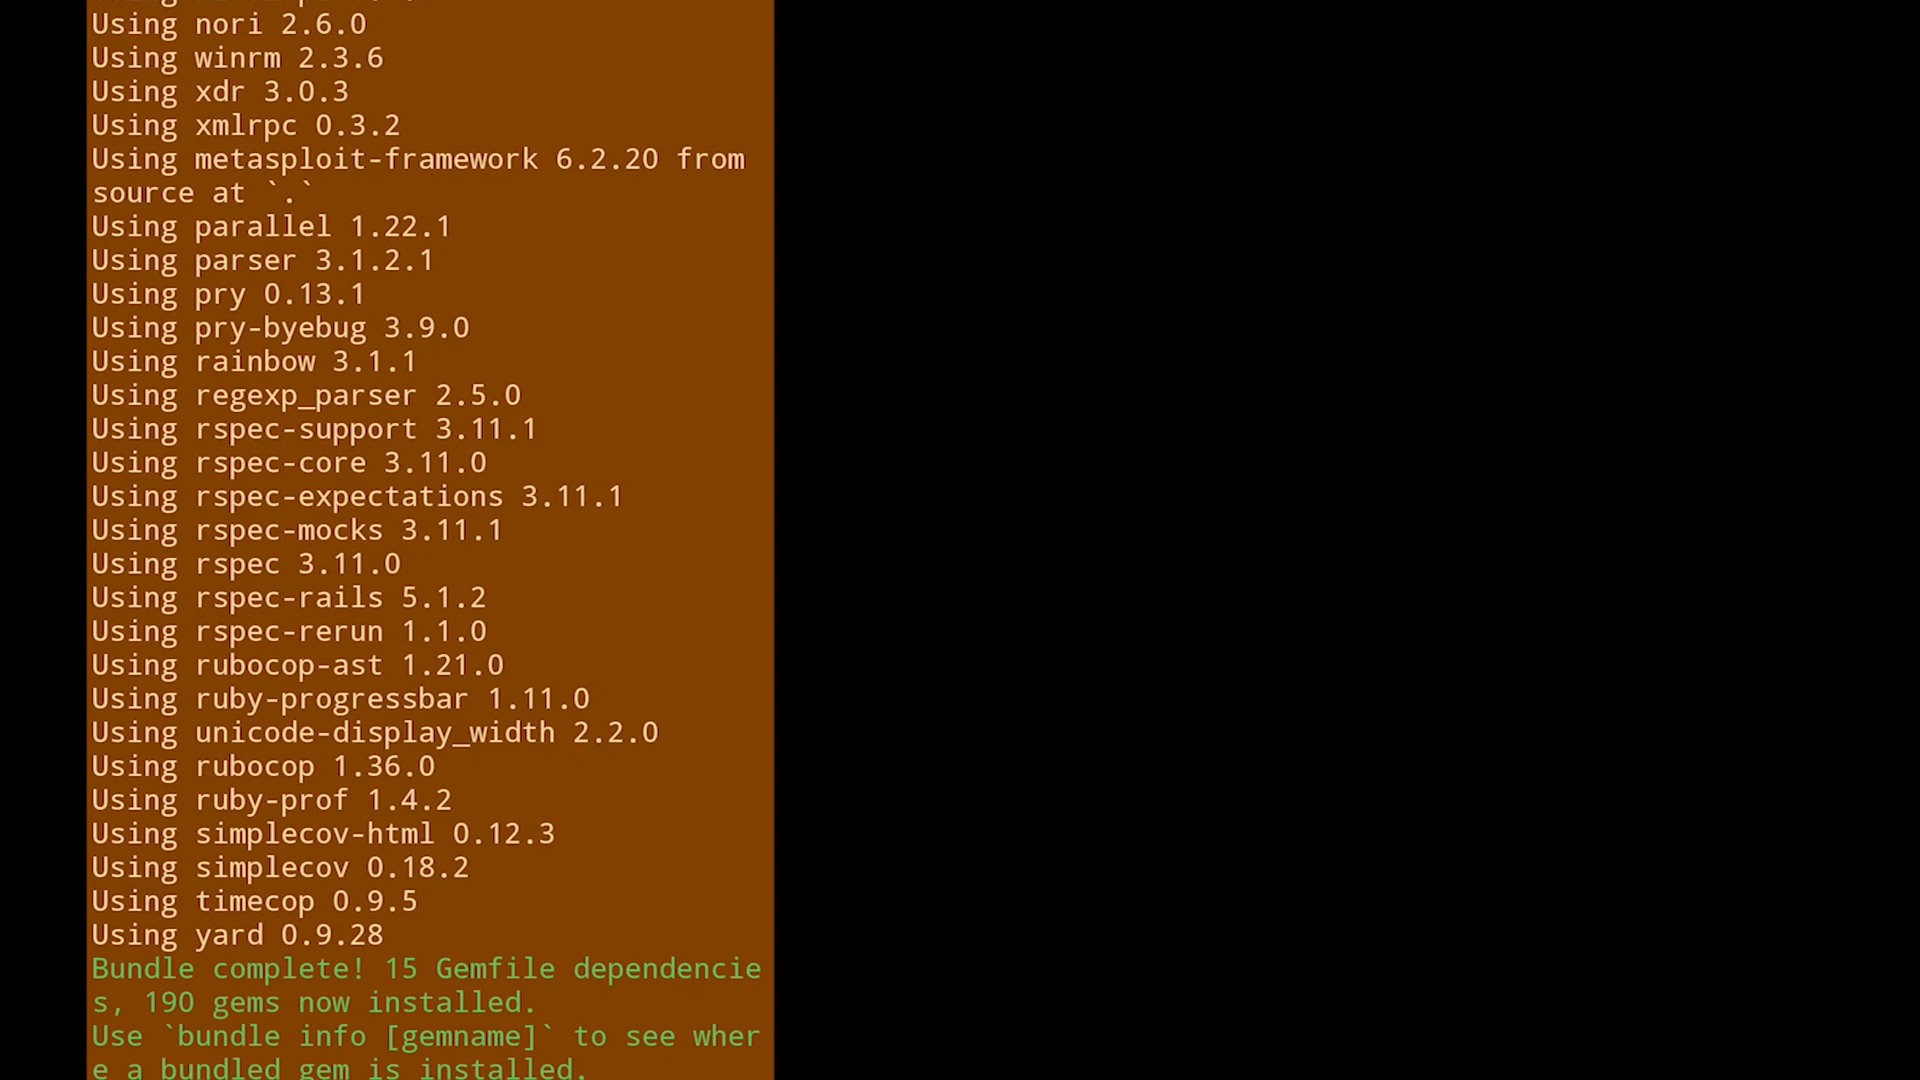 Using nori 2.6.0
Using winrm 2.3.6
Using xdr 3.0.3
Using xmlrpc 0.3.2
Using metasploit-framework 6.2.20 from
source at `.`
Using parallel 1.22.1
Using parser 3.1.2.1
Using pry 0.13.1
Using pry-byebug 3.9.0
Using rainbow 3.1.1
Using regexp_parser 2.5.0
Using rspec-support 3.11.1
Using rspec-core 3.11.0
Using rspec-expectations 3.11.1
Using rspec-mocks 3.11.1
Using rspec 3.11.0
Using rspec-rails 5.1.2
Using rspec-rerun 1.1.0
Using rubocop-ast 1.21.0
Using ruby-progressbar 1.11.0
Using unicode-display_width 2.2.0
Using rubocop 1.36.0
Using ruby-prof 1.4.2
Using simplecov-html 0.12.3
Using simplecov 0.18.2
Using timecop 0.9.5
Using yard 0.9.28
Bundle complete! 15 Gemfile dependencie
s, 190 gems now installed.
Use `bundle info [gemname]` to see wher
e a bundled gem is installed.